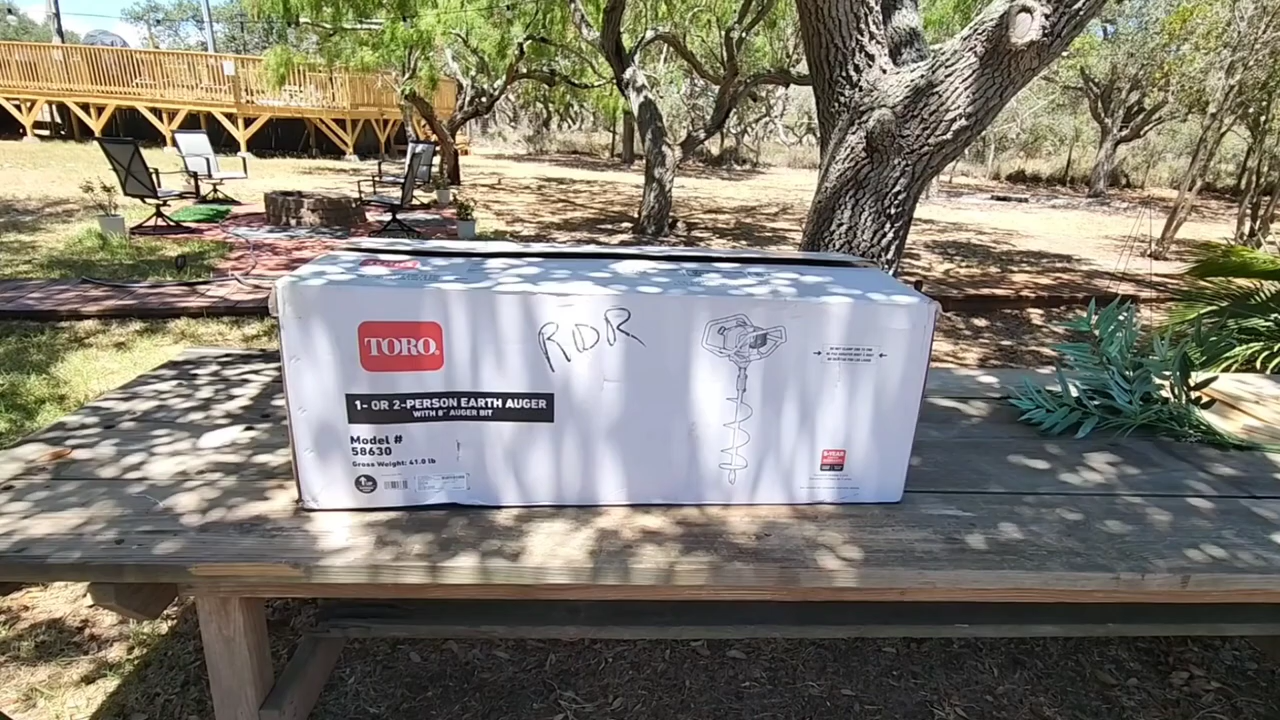 TORO®
RDR
1- OR 2-PERSON EARTH AUGER
WITH 8" AUGER BIT
Model #
58630
Gross Weight: 41.0 lb